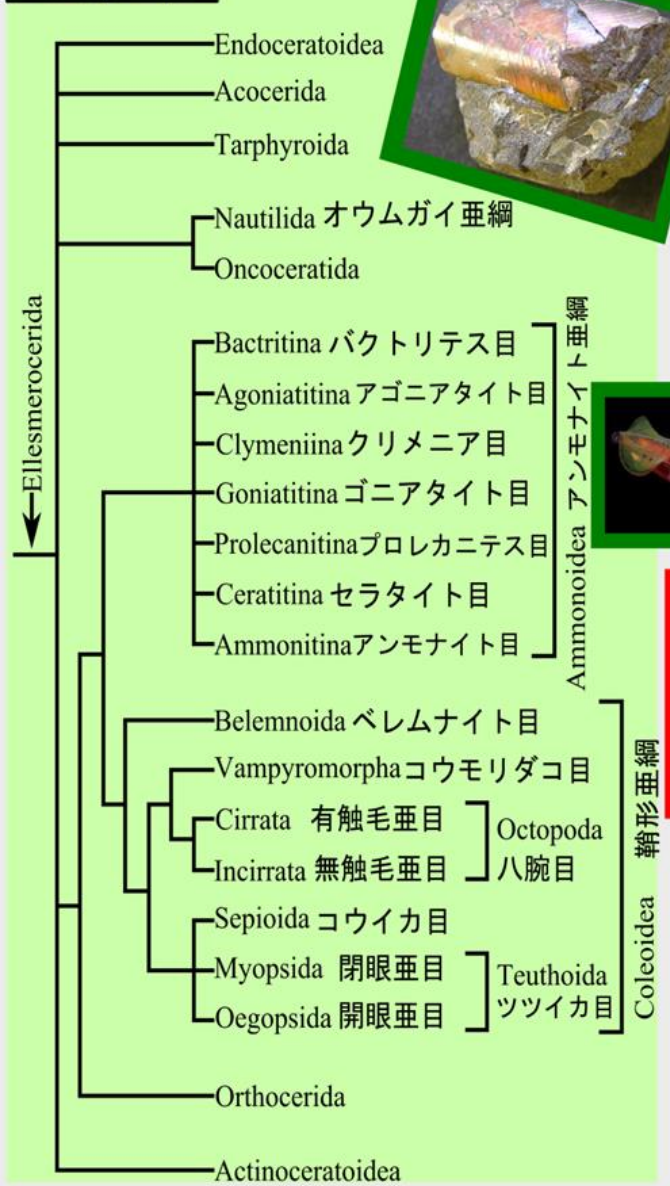 Endoceratoidea
Acocerida
Tarphyroida
Nautilida オウムガイ亜綱
Oncoceratida
Ellesmerocerida
Bactritina バクトリテス目
Agoniatitina アゴニアタイト目
Clymeniina クリメニア目
Goniatitina ゴニアタイト目
Prolecanitina プロレカニテス目
Ceratitina セラタイト目
Ammonitina アンモナイト目
Ammonoidea アンモナイト亜綱
Belemnoida ベレムナイト目
Vampyromorpha コウモリダコ目
Cirrata 有触毛亜目
Incirrata 無触毛亜目
Octopoda
八腕目
Sepioida コウイカ目
Myopsida 閉眼亜目
Oegopsida 開眼亜目
Teuthoida
ツツイカ目
Coleoidea 鞘形亜綱
Orthocerida
Actinoceratoidea